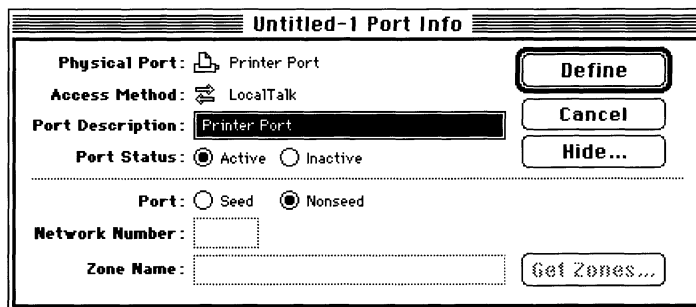 Untitled-1 Port Info
Physical Port: Printer Port
Define
Access Method: LocalTalk
Port Description: Printer Port
Cancel
Port Status: Active Inactive
Hide...
Port: Seed Nonseed
Network Number:
Zone Name:
Get Zones...